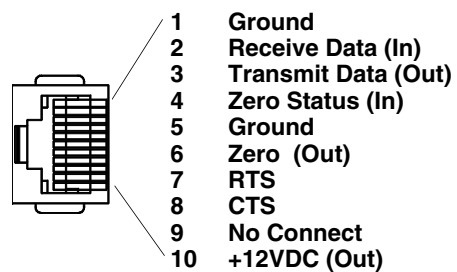 1 Ground
2 Receive Data (In)
3 Transmit Data (Out)
4 Zero Status (In)
5 Ground
6 Zero (Out)
7 RTS
8 CTS
9 No Connect
10 +12VDC (Out)